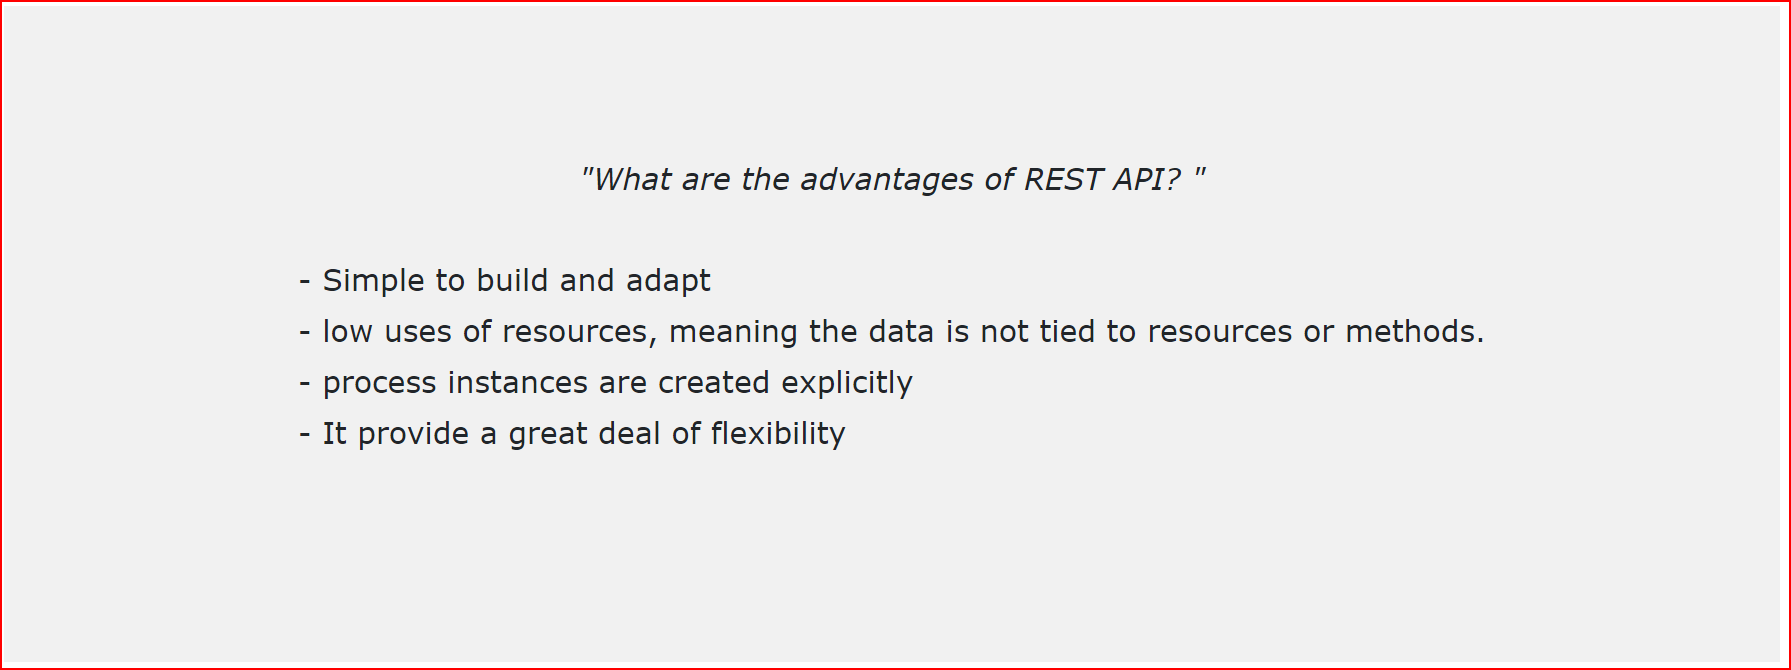 "What are the advantages of REST API? "
- Simple to build and adapt
- low uses of resources, meaning the data is not tied to resources or methods.
- process instances are created explicitly
- It provide a great deal of flexibility